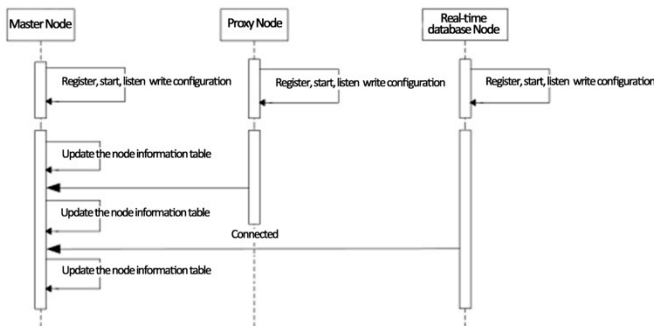 Master Node
Proxy Node
Real-time
database Node
Register, start, listen write configuration
Register, start, listen write configuration
Register, start, listen write configuration
Update the node information table
Update the node information table
Connected
Update the node information table